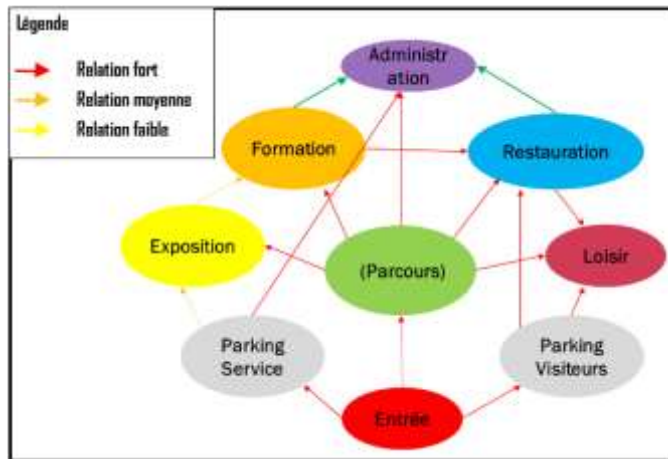 Légende
Relation fort
Relation moyenne
Relation faible
Administr
ation
Formation
Restauration
Exposition
(Parcours)
Loisir
Parking
Service
Parking
Visiteurs
Entrée